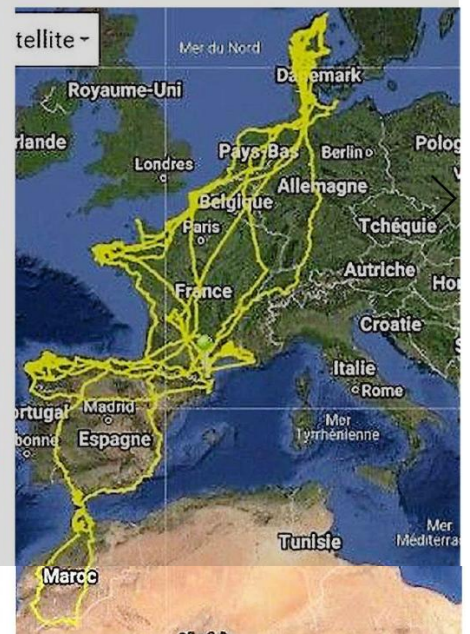 tellite
Mer du Nord
Danemark
Royaume-Uni
rlande
Pays-Bas
Berlin
Polog
Londres
Allemagne
Belgique
Paris
Tchéquie
Autriche
France
Ho
Croatie
Italie
Rome
ortugal
Madrid
bonne
Espagne
Mer
Tyrrhénienne
Mer
Méditerra
Tunisie
Maroc